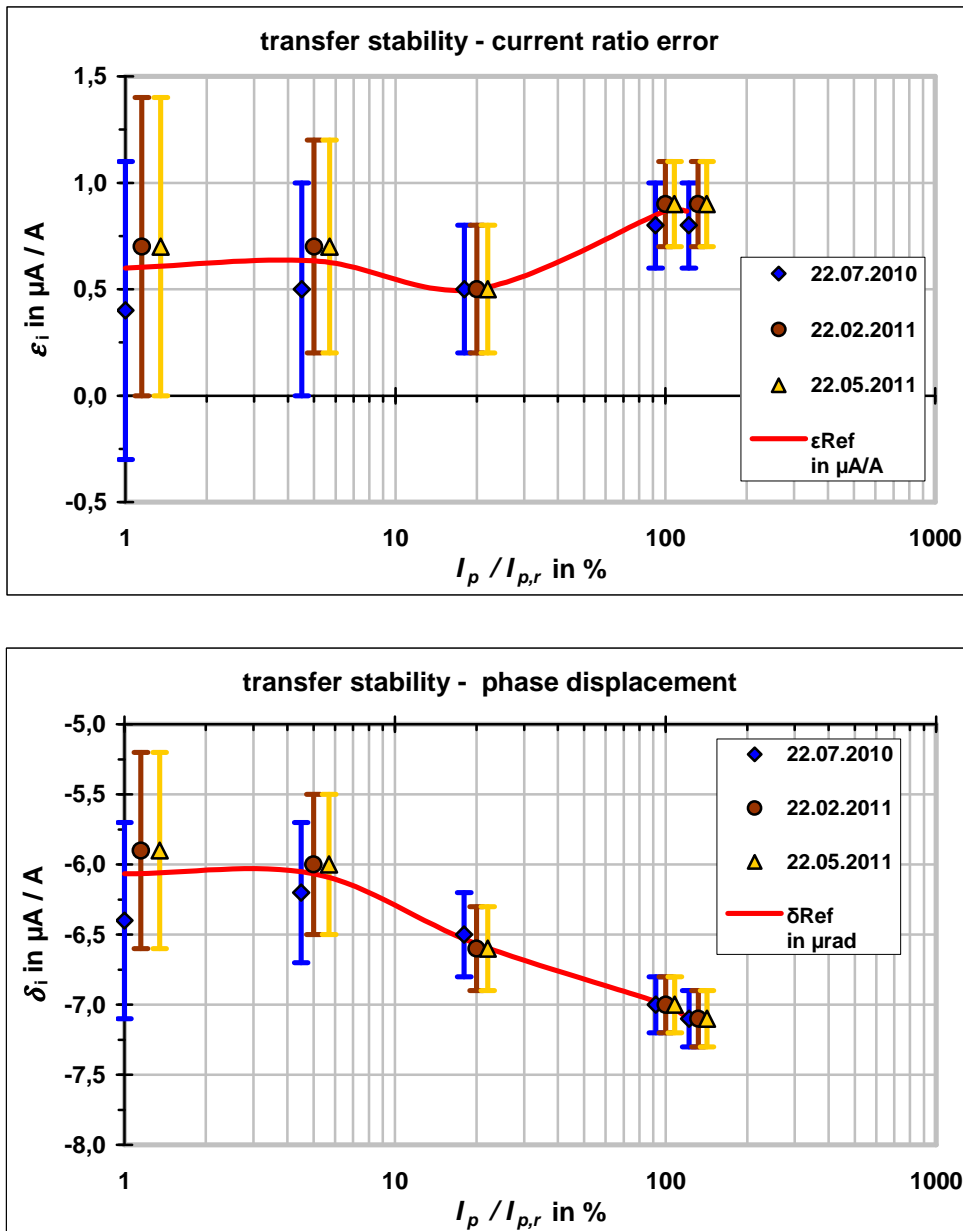 transfer stability - current ratio error
1,5
1,0
0,5
0,0
-0,5
εi in µA / A
1
10
100
1000
Ip / Ip,r in %
22.07.2010
22.02.2011
22.05.2011
εRef
in µA/A
transfer stability - phase displacement
-5,0
-5,5
-6,0
-6,5
-7,0
-7,5
-8,0
δi in µA / A
1
10
100
1000
Ip / Ip,r in %
22.07.2010
22.02.2011
22.05.2011
δRef
in µrad